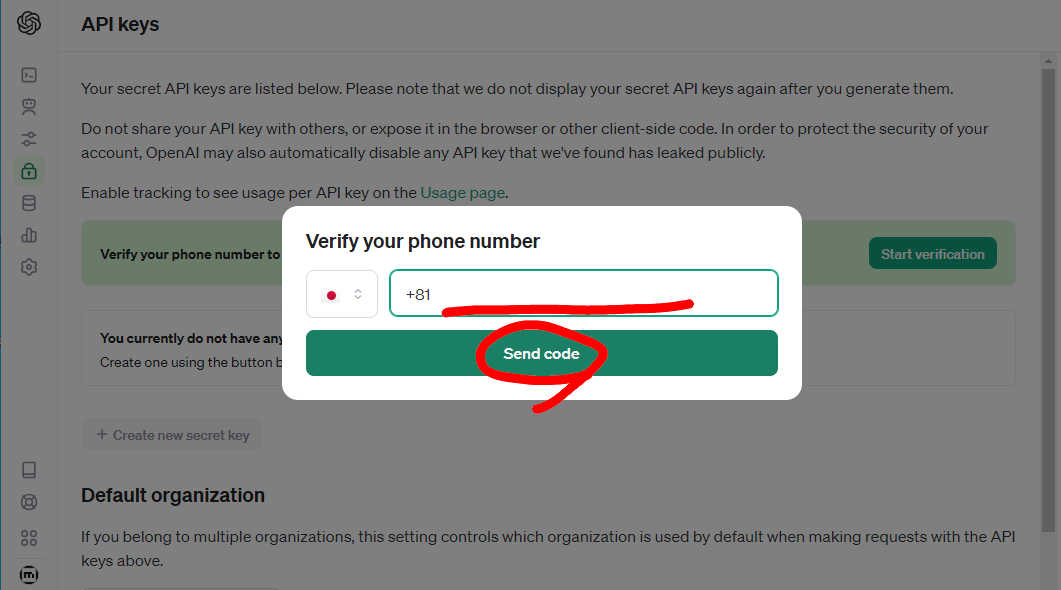 API keys
Your secret API keys are listed below. Please note that we do not display your secret API keys again after you generate them.
Do not share your API key with others, or expose it in the browser or other client-side code. In order to protect the security of your
account, OpenAI may also automatically disable any API key that we've found has leaked publicly.
Enable tracking to see usage per API key on the Usage page.
Verify your phone number to
Start verification
Verify your phone number
+81
Send code
You currently do not have any
Create one using the button
+ Create new secret key
Default organization
If you belong to multiple organizations, this setting controls which organization is used by default when making requests with the API
keys above.